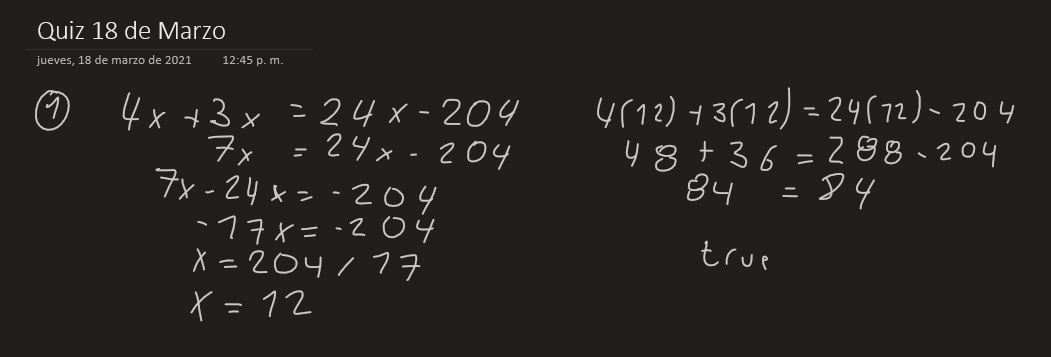 Quiz 18 de Marzo
jueves, 18 de marzo de 2021 12:45 p. m.
① 4x + 3x = 24x - 204
7x = 24x - 204
7x - 24x = -204
-17x = -204
x = 204 / 17
x = 12
4(12) + 3(12) = 24(12) - 204
48 + 36 = 288 - 204
84 = 84
true